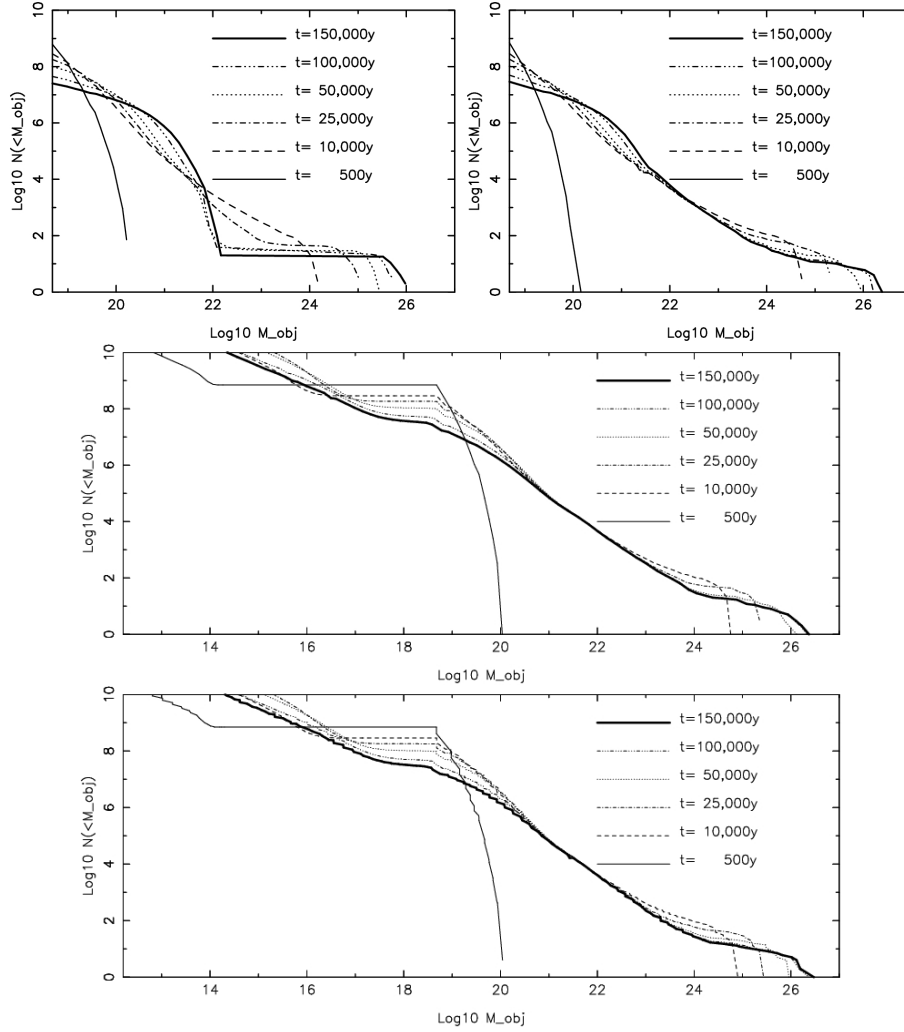 10
8
6
4
2
0
Log10 N(<M_obj)
t=150,000y
t=100,000y
t= 50,000y
t= 25,000y
t= 10,000y
t= 500y
20 22 24 26
Log10 M_obj
10
8
6
4
2
0
Log10 N(<M_obj)
t=150,000y
t=100,000y
t= 50,000y
t= 25,000y
t= 10,000y
t= 500y
20 22 24 26
Log10 M_obj
10
8
6
4
2
0
Log10 N(<M_obj)
t=150,000y
t=100,000y
t= 50,000y
t= 25,000y
t= 10,000y
t= 500y
14 16 18 20 22 24 26
Log10 M_obj
10
8
6
4
2
0
Log10 N(<M_obj)
t=150,000y
t=100,000y
t= 50,000y
t= 25,000y
t= 10,000y
t= 500y
14 16 18 20 22 24 26
Log10 M_obj